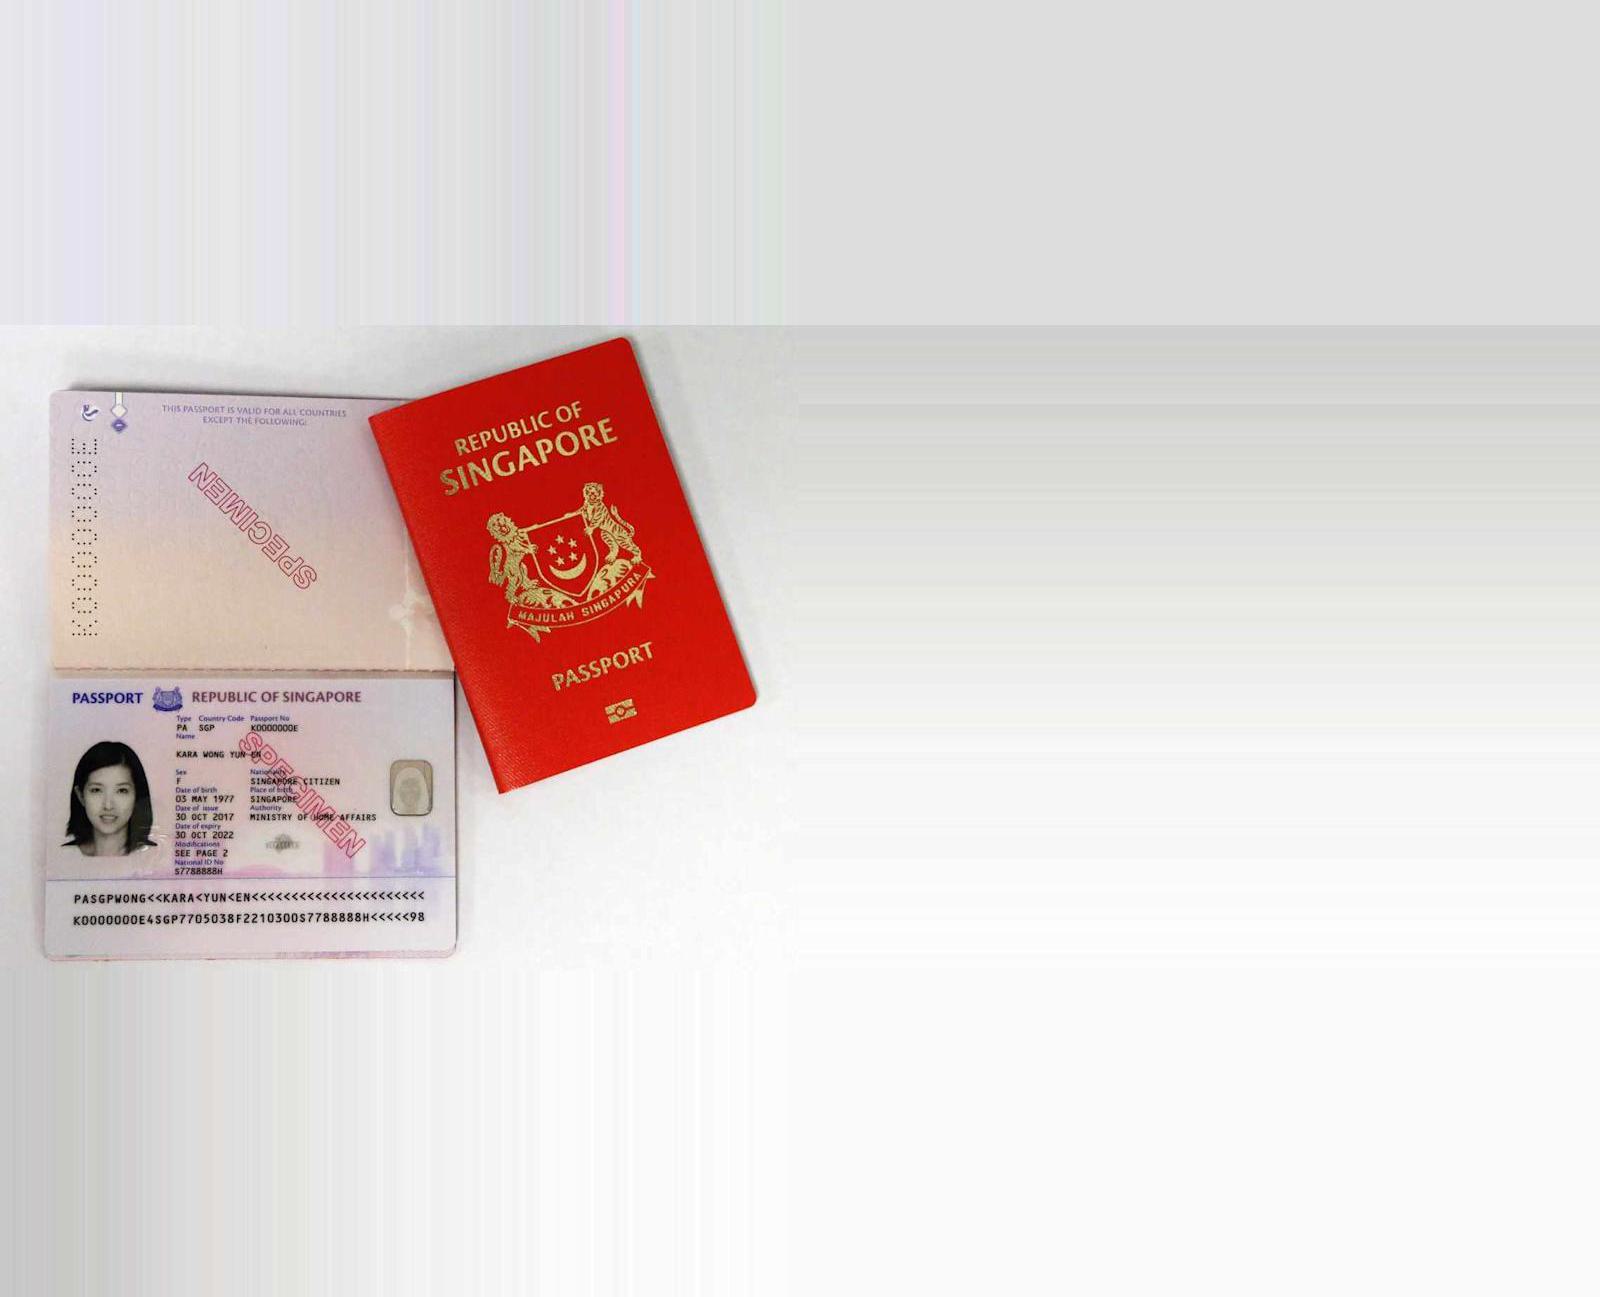 THIS PASSPORT IS VALID FOR ALL COUNTRIES
EXCEPT THE FOLLOWING:
K0000000E
SPECIMEN
PASSPORT REPUBLIC OF SINGAPORE
Type Country Code Passport No
PA SGP K0000000E
Name
KARA WONG YUN EN
Sex Nationality
F SINGAPORE CITIZEN
Date of birth Place of birth
03 MAY 1977 SINGAPORE
Date of issue Authority
30 OCT 2017 MINISTRY OF HOME AFFAIRS
Date of expiry
30 OCT 2022
Modifications
SEE PAGE 2
National ID No
S7788888H
SPECIMEN
PASGPWONG<<KARA<YUN<EN<<<<<<<<<<<<<<<<<<<<<<
K0000000E4SGP7705038F2210300S7788888H<<<<<98
REPUBLIC OF
SINGAPORE
MAJULAH SINGAPURA
PASSPORT